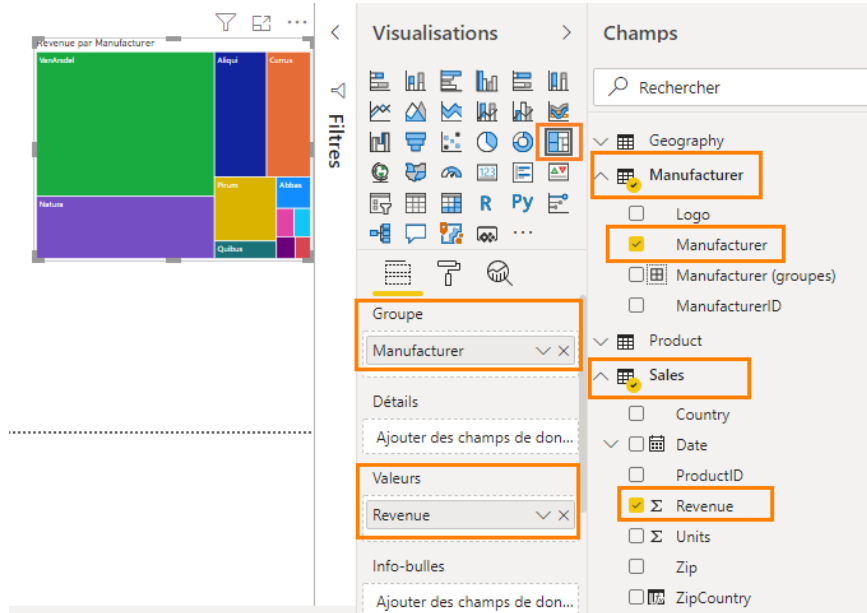 Revenue par Manufacturer
VanArsdel
Aliqui
Currus
Natura
Pirum
Abbas
Quibus
Filtres
Visualisations
123
R
Py
Groupe
Manufacturer
Détails
Ajouter des champs de don...
Valeurs
Revenue
Info-bulles
Ajouter des champs de don...
Champs
Rechercher
Geography
Manufacturer
Logo
Manufacturer
Manufacturer (groupes)
ManufacturerID
Product
Sales
Country
Date
ProductID
Σ Revenue
Σ Units
Zip
ZipCountry